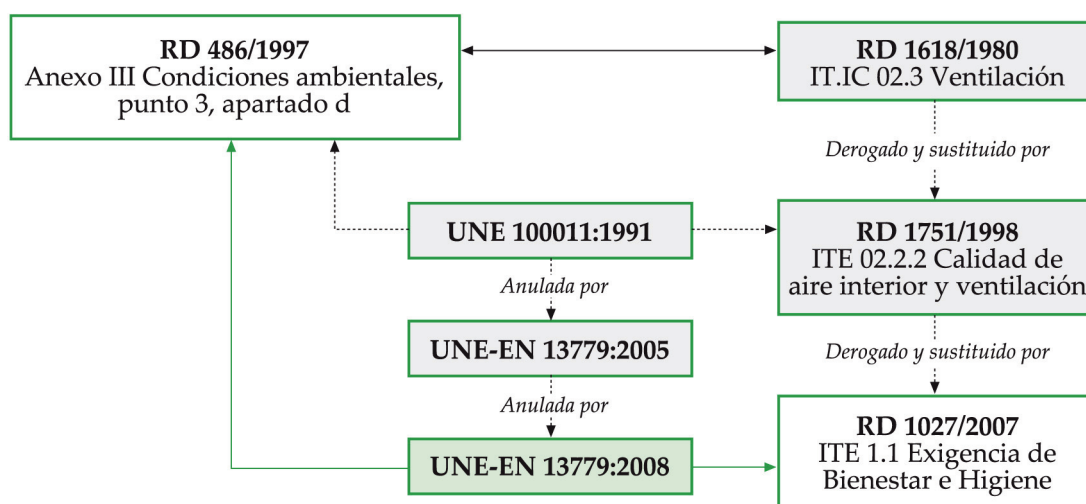 RD 486/1997
Anexo III Condiciones ambientales,
punto 3, apartado d
RD 1618/1980
IT.IC 02.3 Ventilación
Derogado y sustituido por
UNE 100011:1991
RD 1751/1998
ITE 02.2.2 Calidad de
aire interior y ventilación
Anulada por
UNE-EN 13779:2005
Derogado y sustituido por
Anulada por
UNE-EN 13779:2008
RD 1027/2007
ITE 1.1 Exigencia de
Bienestar e Higiene